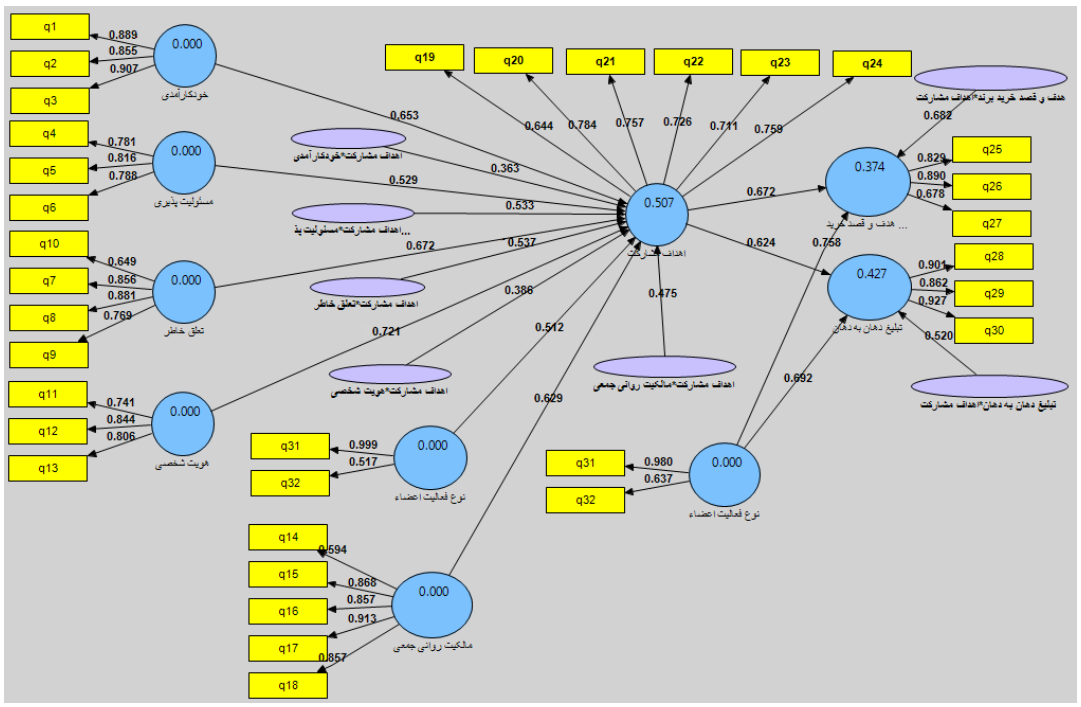 q1
0.889
0.000
q2
0.855
q3
0.907
خودکارآمدی
q4
0.781
0.000
q5
0.816
q6
0.788
مسئولیت پذیری
q10
0.649
0.000
q7
0.856
q8
0.881
q9
0.769
تعلق خاطر
q11
0.741
0.000
q12
0.844
q13
0.806
هویت شخصی
0.653
اهداف مشارکت*خودکارآمدی
0.363
0.529
اهداف مشارکت*مسئولیت پذ...
0.533
0.672
اهداف مشارکت*تعلق خاطر
0.537
0.721
اهداف مشارکت*هویت شخصی
0.386
q19
q20
q21
q22
q23
q24
0.644
0.784
0.757
0.726
0.711
0.759
0.507
اهداف مشارکت
0.475
اهداف مشارکت*مالکیت روانی جمعی
0.512
0.629
q31
0.999
0.000
q32
0.517
نوع فعالیت اعضاء
q31
0.980
0.000
q32
0.637
نوع فعالیت اعضاء
0.758
0.692
q14
0.594
0.000
q15
0.868
q16
0.857
q17
0.913
q18
0.857
مالکیت روانی جمعی
هدف و قصد خرید برند*اهداف مشارکت
0.682
0.672
0.374
0.829
q25
0.890
q26
0.678
q27
هدف و قصد خرید ...
0.624
0.427
0.901
q28
0.862
q29
0.927
q30
تبلیغ دهان به دهان
0.520
تبلیغ دهان به دهان*اهداف مشارکت